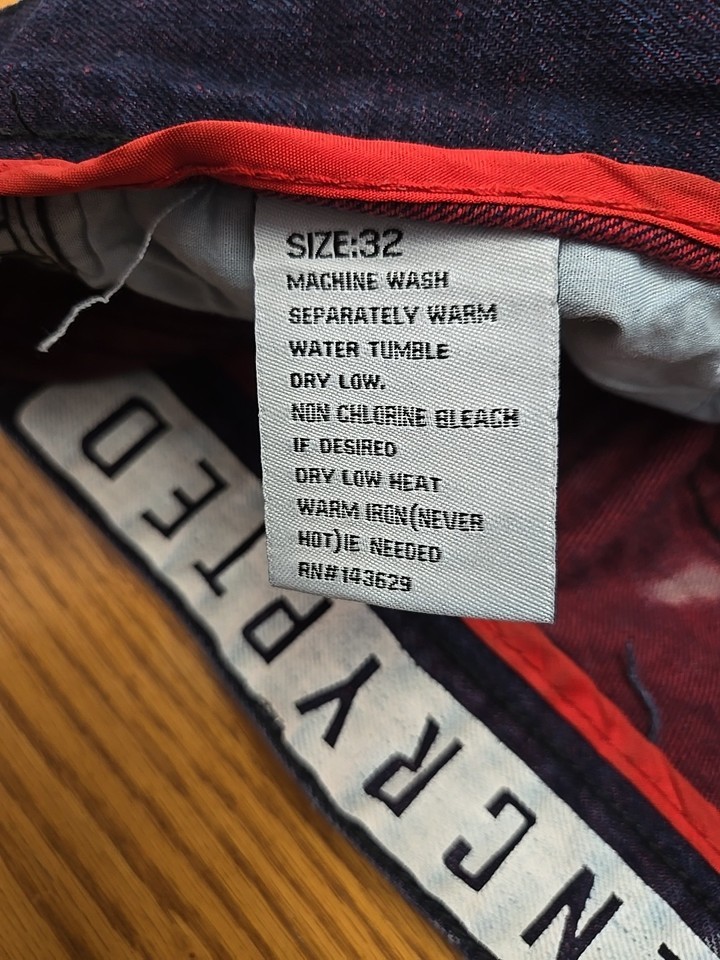 SIZE:32
MACHINE WASH
SEPARATELY WARM
WATER TUMBLE
DRY LOW.
NON CHLORINE BLEACH
IF DESIRED
DRY LOW HEAT
WARM IRON(NEVER
HOT)IE NEEDED
RN#143629
ENCRYPTED